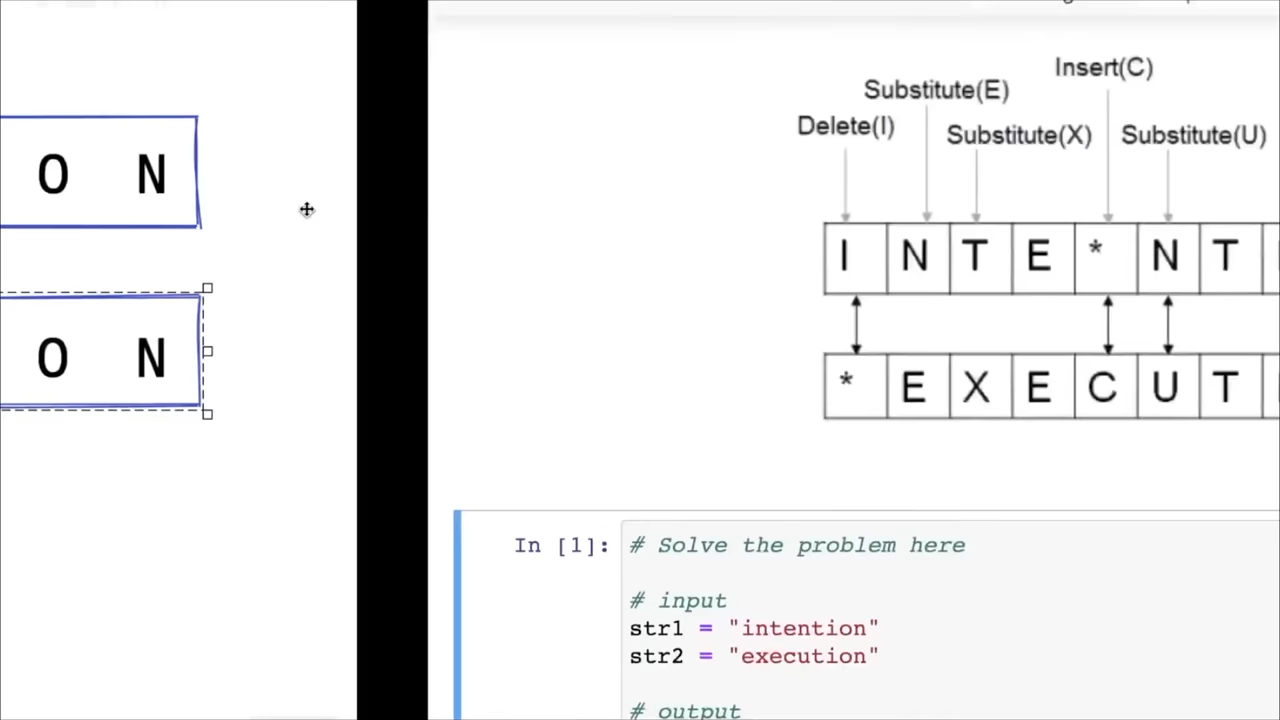 O N
O N
Insert(C)
Substitute(E)
Delete(I)
Substitute(X)
Substitute(U)
I N T E * N T
* E X E C U T
In [1]:
# Solve the problem here
# input
str1 = "intention"
str2 = "execution"
# output